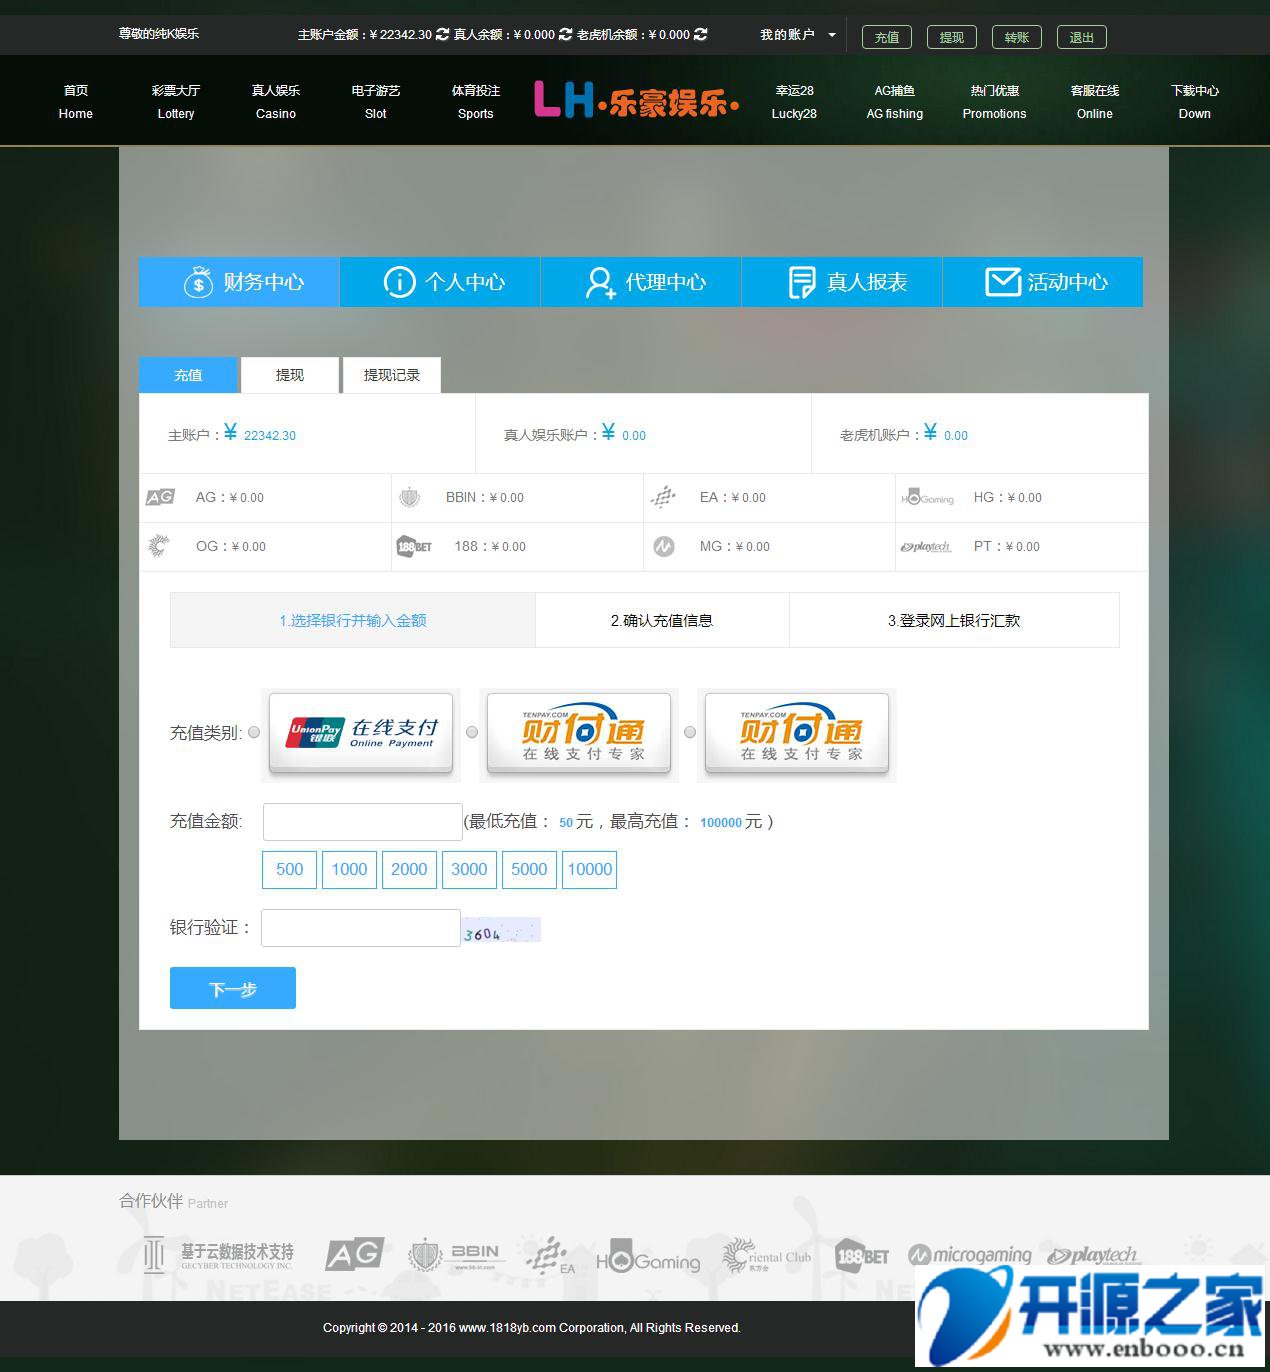 尊敬的纯K娱乐 主账户金额：¥ 22342.30 真人余额：¥ 0.000 老虎机余额：¥ 0.000 我的账户 充值 提现 转账 退出
首页 彩票大厅 真人娱乐 电子游艺 体育投注 LH·乐豪娱乐· 幸运28 AG捕鱼 热门优惠 客服在线 下载中心
Home Lottery Casino Slot Sports Lucky28 AG fishing Promotions Online Down
财务中心 个人中心 代理中心 真人报表 活动中心
充值 提现 提现记录
主账户：¥ 22342.30 真人娱乐账户：¥ 0.00 老虎机账户：¥ 0.00
AG AG：¥ 0.00 BBIN：¥ 0.00 EA：¥ 0.00 HOGaming HG：¥ 0.00
OG：¥ 0.00 188BET 188：¥ 0.00 MG：¥ 0.00 playtech PT：¥ 0.00
1.选择银行并输入金额 2.确认充值信息 3.登录网上银行汇款
充值类别:
UnionPay 银联 在线支付 Online Payment
TENPAY.COM 财付通 在线支付专家
TENPAY.COM 财付通 在线支付专家
充值金额: (最低充值： 50 元，最高充值： 100000 元 )
500 1000 2000 3000 5000 10000
银行验证： 3604
下一步
合作伙伴 Partner
基于云数据技术支持 AG BBIN EA HOGaming Oriental Club 188BET microgaming playtech
GECYBER TECHNOLOGY INC. 东方会
NETEASE
Copyright © 2014 - 2016 www.1818yb.com Corporation, All Rights Reserved.
开源之家
www.enbooo.cn